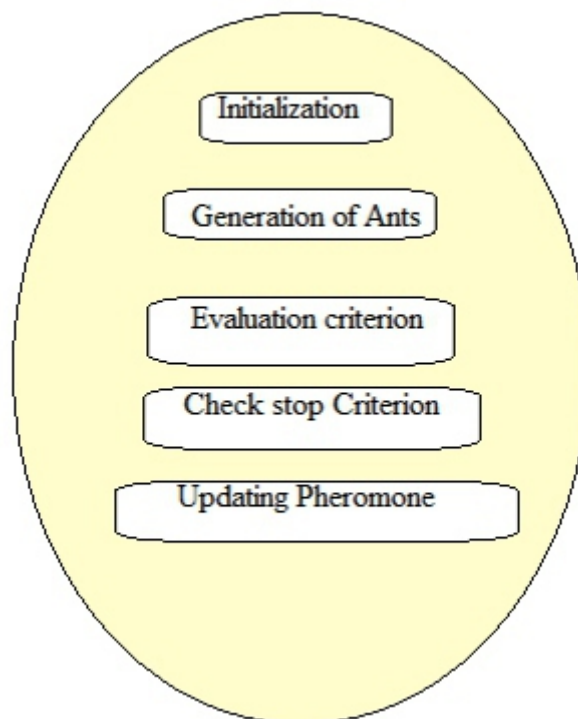 Initialization
Generation of Ants
Evaluation criterion
Check stop Criterion
Updating Pheromone